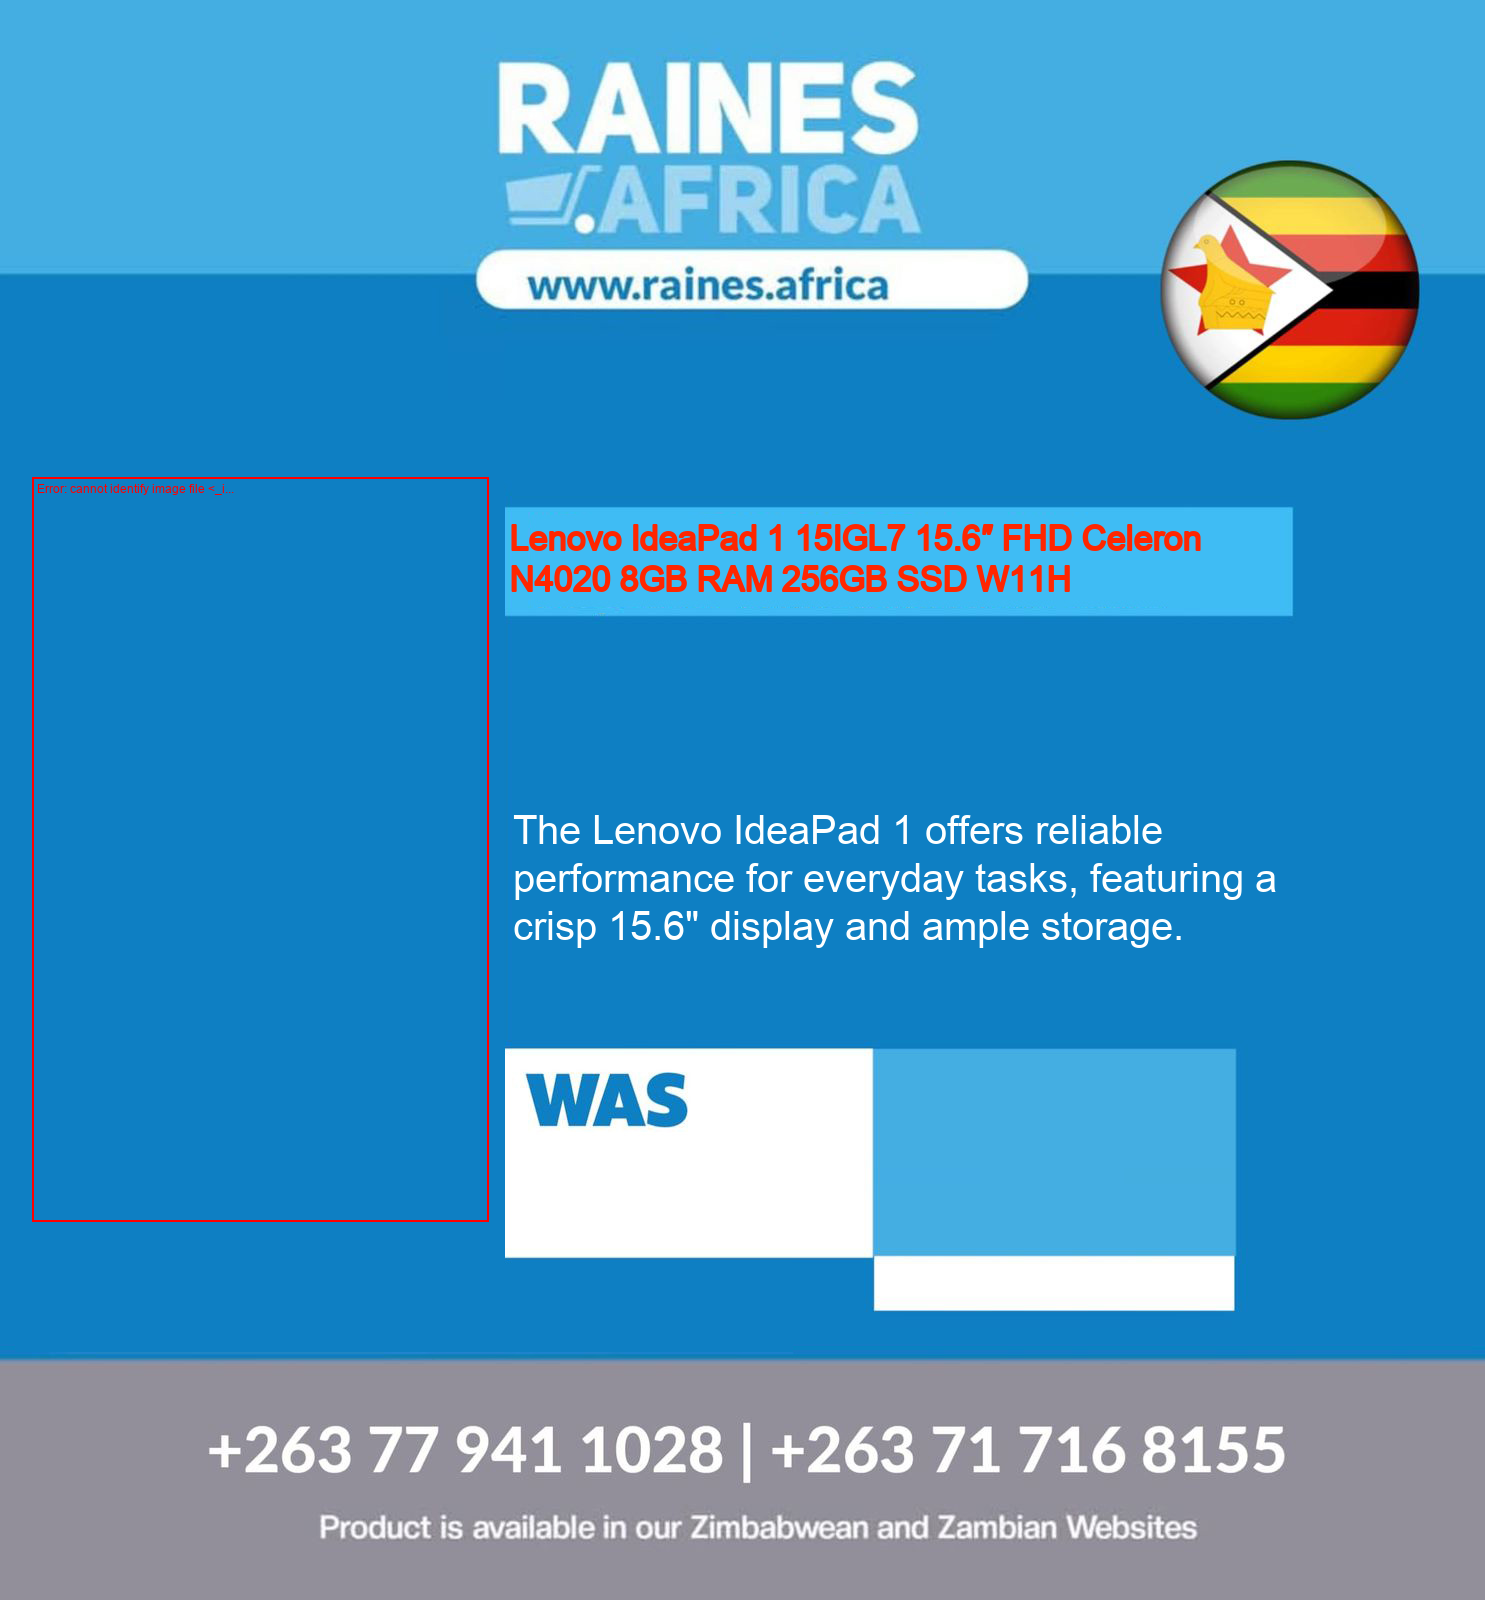 RAINES
.AFRICA
www.raines.africa
Error: cannot identify image file <_i...
Lenovo IdeaPad 1 15IGL7 15.6″ FHD Celeron
N4020 8GB RAM 256GB SSD W11H
The Lenovo IdeaPad 1 offers reliable
performance for everyday tasks, featuring a
crisp 15.6" display and ample storage.
WAS
+263 77 941 1028 | +263 71 716 8155
Product is available in our Zimbabwean and Zambian Websites